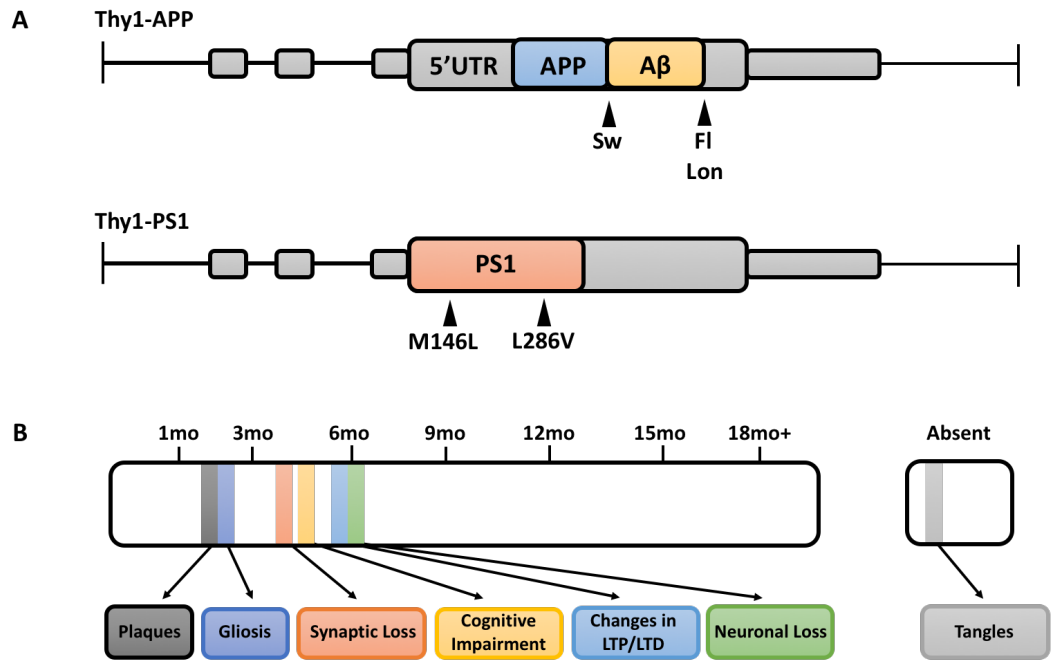 A
Thy1-APP
5'UTR APP Aβ
Sw Fl
Lon
Thy1-PS1
PS1
M146L L286V
B
1mo 3mo 6mo 9mo 12mo 15mo 18mo+ Absent
Plaques Gliosis Synaptic Loss Cognitive Impairment Changes in LTP/LTD Neuronal Loss Tangles